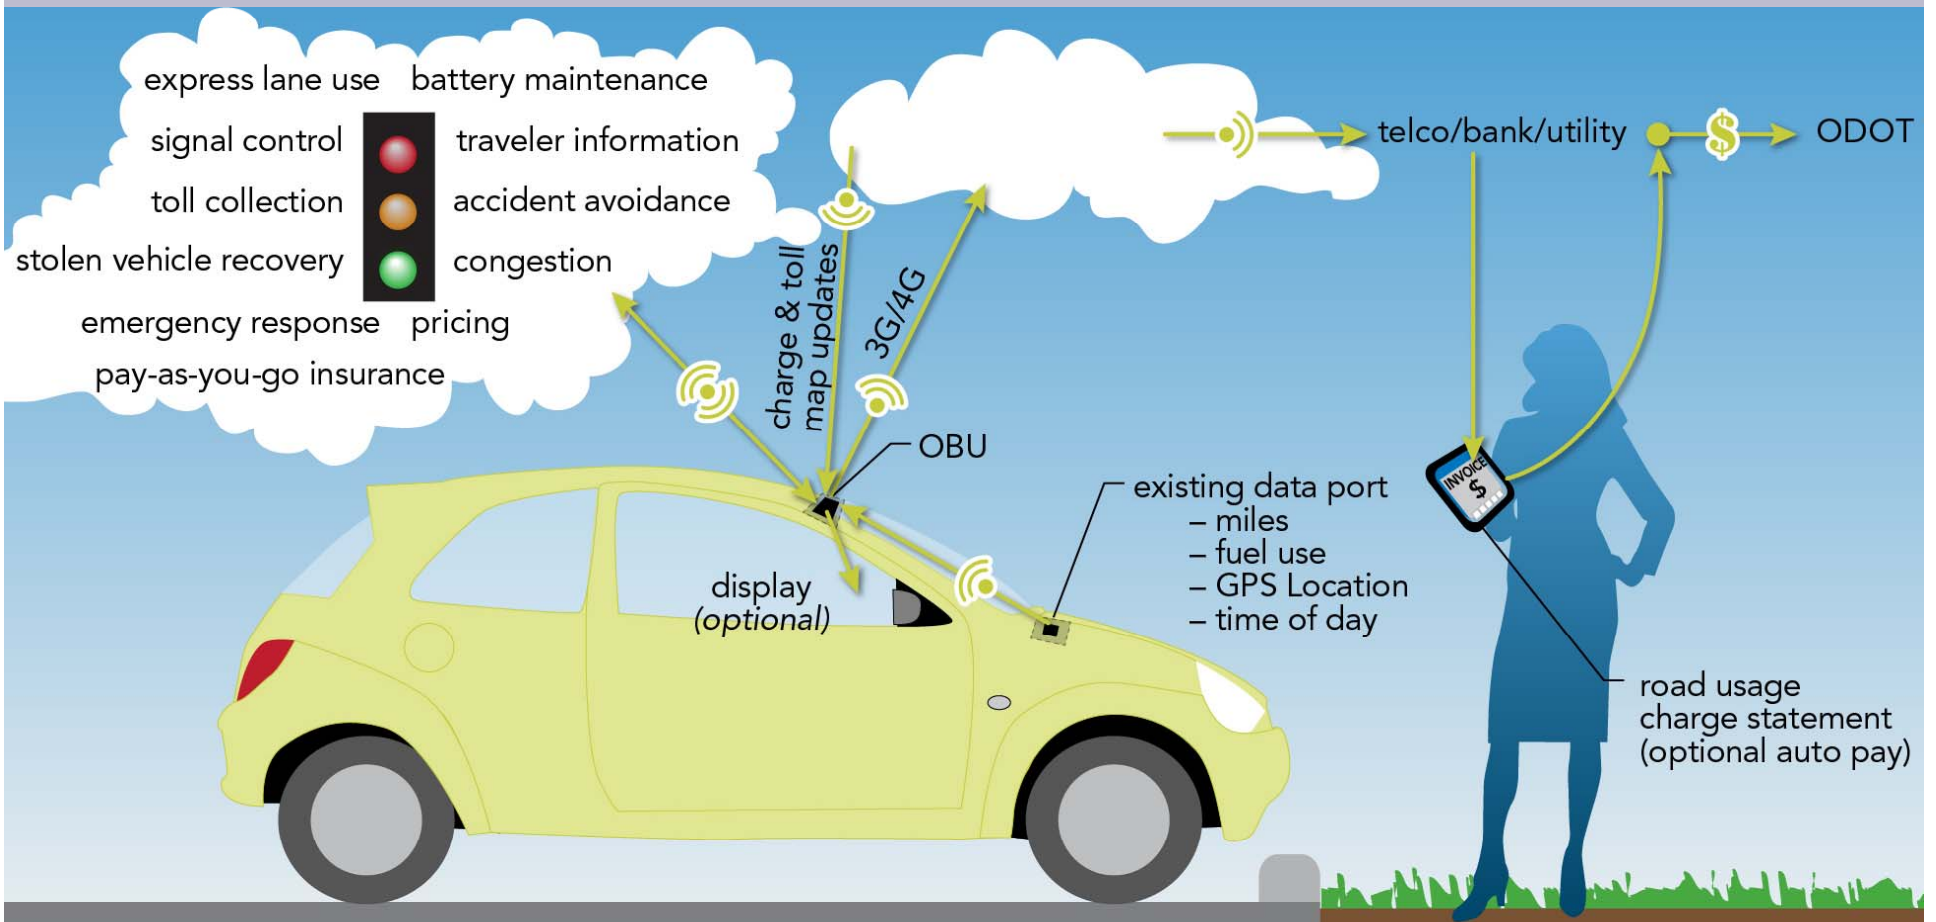 express lane use battery maintenance
signal control traveler information
toll collection accident avoidance
stolen vehicle recovery congestion
emergency response pricing
pay-as-you-go insurance
charge & toll
map updates
3G/4G
telco/bank/utility
$
ODOT
OBU
existing data port
– miles
– fuel use
– GPS Location
– time of day
display
(optional)
INVOICE
$
road usage
charge statement
(optional auto pay)